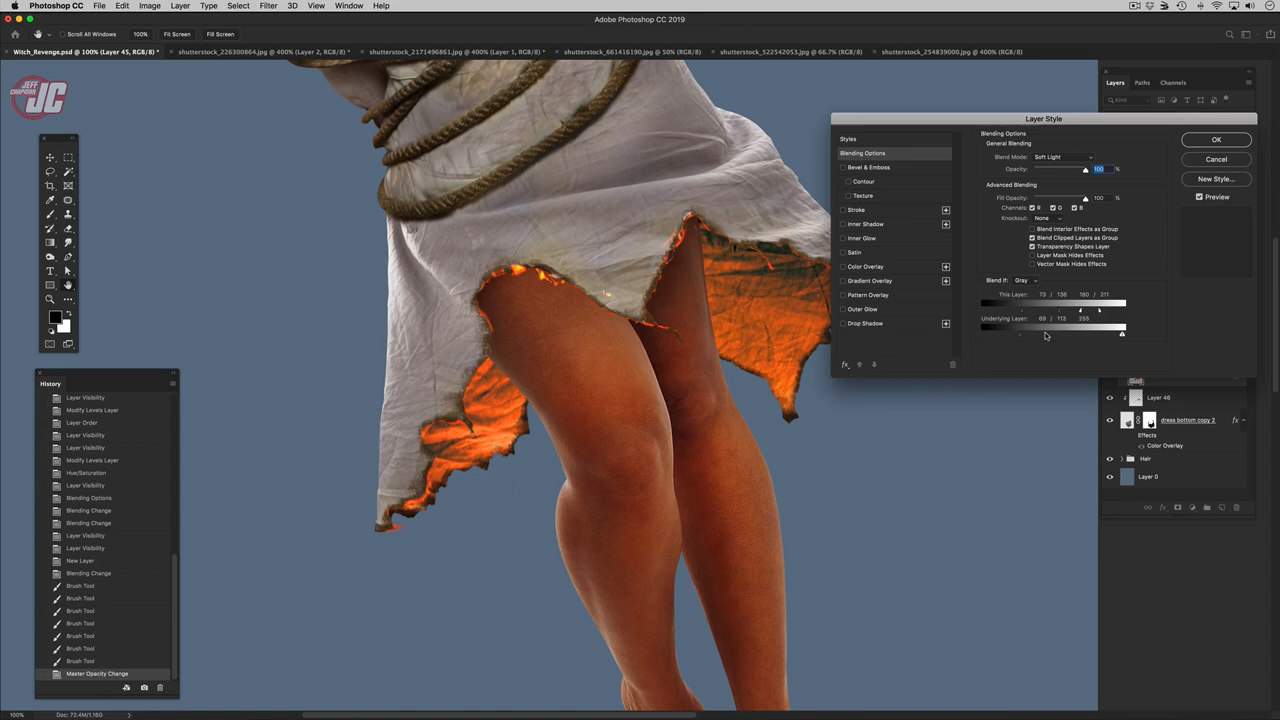 Photoshop CC File Edit Image Layer Type Select Filter 3D View Window Help
Adobe Photoshop CC 2019
Scroll All Windows 100% Fit Screen Fill Screen
Witch_Revenge.psd @ 100% (Layer 45, RGB/8) * shutterstock_226300864.jpg @ 400% (Layer 2, RGB/8) * shutterstock_2171496861.jpg @ 400% (Layer 1, RGB/8) * shutterstock_661416190.jpg @ 50% (RGB/8) shutterstock_522542053.jpg @ 66.7% (RGB/8) shutterstock_254839000.jpg @ 400% (RGB/8)
JEFF
CHAPMAN
JC
Layers Paths Channels
Kind
Layer Style
Styles
Blending Options
Bevel & Emboss
Contour
Texture
Stroke
Inner Shadow
Inner Glow
Satin
Color Overlay
Gradient Overlay
Pattern Overlay
Outer Glow
Drop Shadow
fx
Blending Options
General Blending
Blend Mode: Soft Light
Opacity: 100 %
Advanced Blending
Fill Opacity: 100 %
Channels: R G B
Knockout: None
Blend Interior Effects as Group
Blend Clipped Layers as Group
Transparency Shapes Layer
Layer Mask Hides Effects
Vector Mask Hides Effects
Blend If: Gray
This Layer: 73 / 136 180 / 211
Underlying Layer: 69 / 113 255
OK
Cancel
New Style...
Preview
Layer 46
dress bottom copy 2 fx
Effects
Color Overlay
Hair
Layer 0
fx
History
Layer Visibility
Modify Levels Layer
Layer Order
Layer Visibility
Layer Visibility
Modify Levels Layer
Hue/Saturation
Layer Visibility
Blending Options
Blending Change
Blending Change
Layer Visibility
Layer Visibility
New Layer
Blending Change
Brush Tool
Brush Tool
Brush Tool
Brush Tool
Brush Tool
Brush Tool
Brush Tool
Master Opacity Change
100% Doc: 72.4M/1.16G